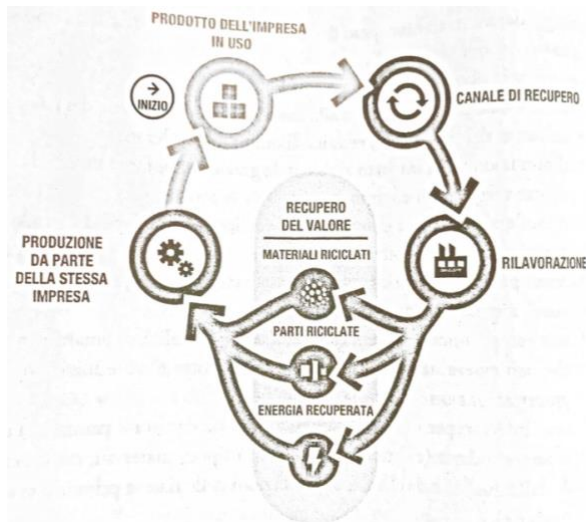 PRODOTTO DELL'IMPRESA
IN USO
INIZIO
CANALE DI RECUPERO
RECUPERO
DEL VALORE
MATERIALI RICICLATI
PRODUZIONE
DA PARTE
DELLA STESSA
IMPRESA
RILAVORAZIONE
PARTI RICICLATE
ENERGIA RECUPERATA